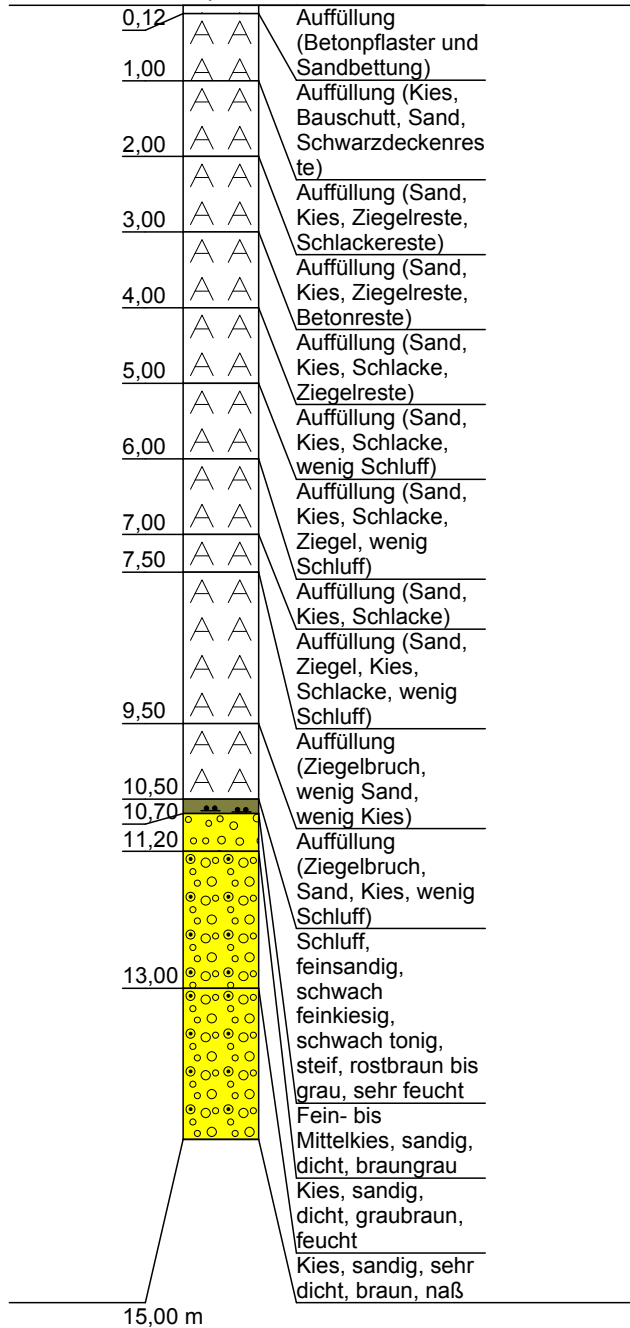 0,12
Auffüllung
(Betonpflaster und
Sandbettung)
1,00
Auffüllung (Kies,
Bauschutt, Sand,
Schwarzdeckenres
te)
2,00
Auffüllung (Sand,
Kies, Ziegelreste,
Schlackereste)
3,00
Auffüllung (Sand,
Kies, Ziegelreste,
Betonreste)
4,00
Auffüllung (Sand,
Kies, Schlacke,
Ziegelreste)
5,00
Auffüllung (Sand,
Kies, Schlacke,
wenig Schluff)
6,00
Auffüllung (Sand,
Kies, Schlacke,
Ziegel, wenig
Schluff)
7,00
Auffüllung (Sand,
Kies, Schlacke)
7,50
Auffüllung (Sand,
Ziegel, Kies,
Schlacke, wenig
Schluff)
9,50
Auffüllung
(Ziegelbruch,
wenig Sand,
wenig Kies)
10,50
Auffüllung
(Ziegelbruch,
Sand, Kies, wenig
Schluff)
10,70
Schluff,
feinsandig,
schwach
feinkiesig,
schwach tonig,
steif, rostbraun bis
grau, sehr feucht
11,20
Fein- bis
Mittelkies, sandig,
dicht, braungrau
13,00
Kies, sandig,
dicht, graubraun,
feucht
Kies, sandig, sehr
dicht, braun, naß
15,00 m